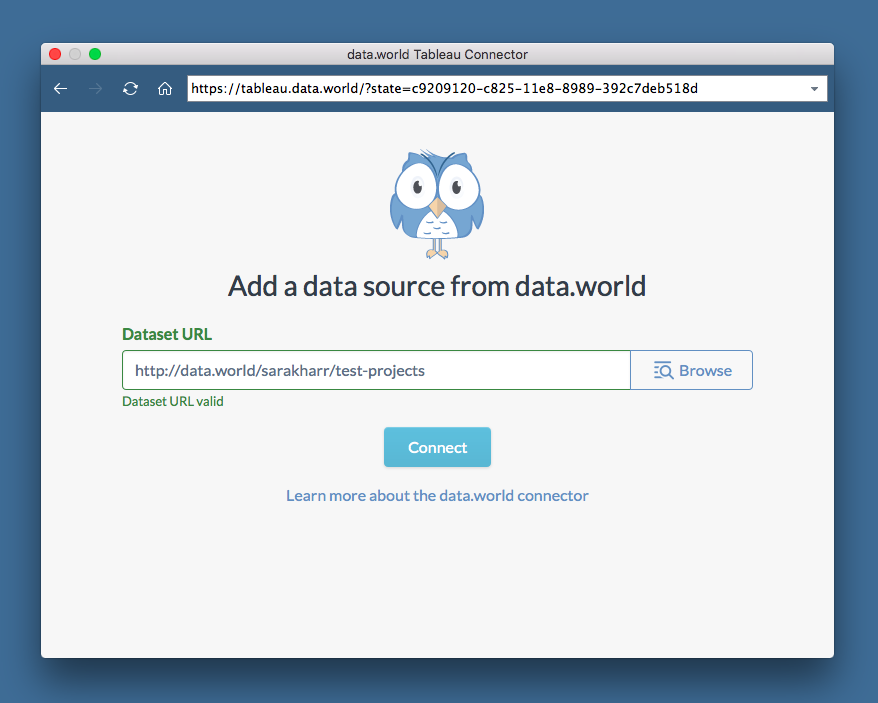 data.world Tableau Connector
https://tableau.data.world/?state=c9209120-c825-11e8-8989-392c7deb518d
Add a data source from data.world
Dataset URL
http://data.world/sarakharr/test-projects
Browse
Dataset URL valid
Connect
Learn more about the data.world connector